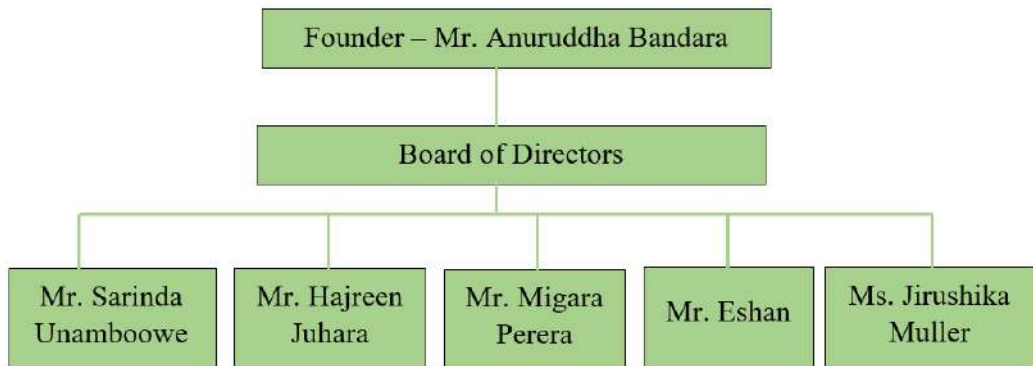 Founder – Mr. Anuruddha Bandara
Board of Directors
Mr. Sarinda
Unamboowe
Mr. Hajreen
Juhara
Mr. Migara
Perera
Mr. Eshan
Ms. Jirushika
Muller